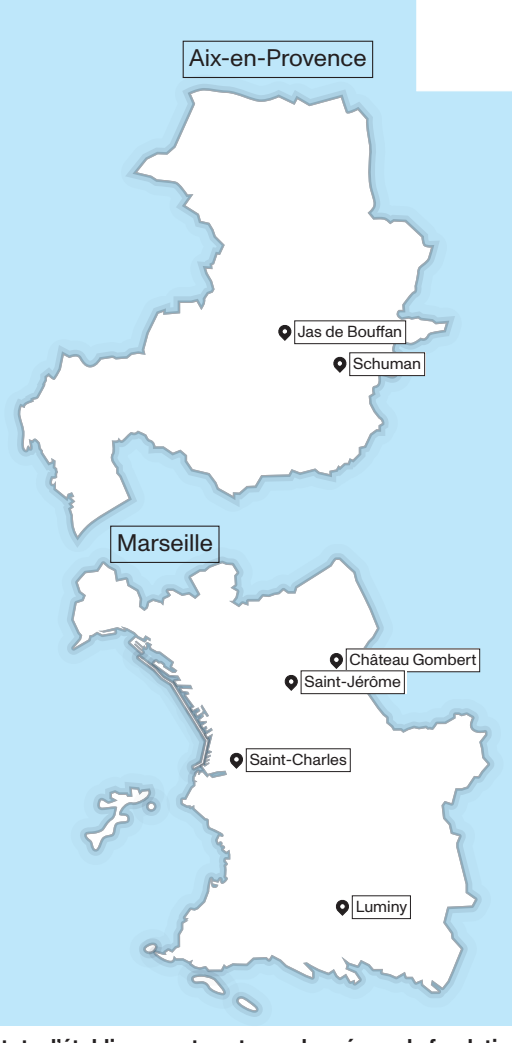 Aix-en-Provence
Jas de Bouffan
Schuman
Marseille
Château Gombert
Saint-Jérôme
Saint-Charles
Luminy